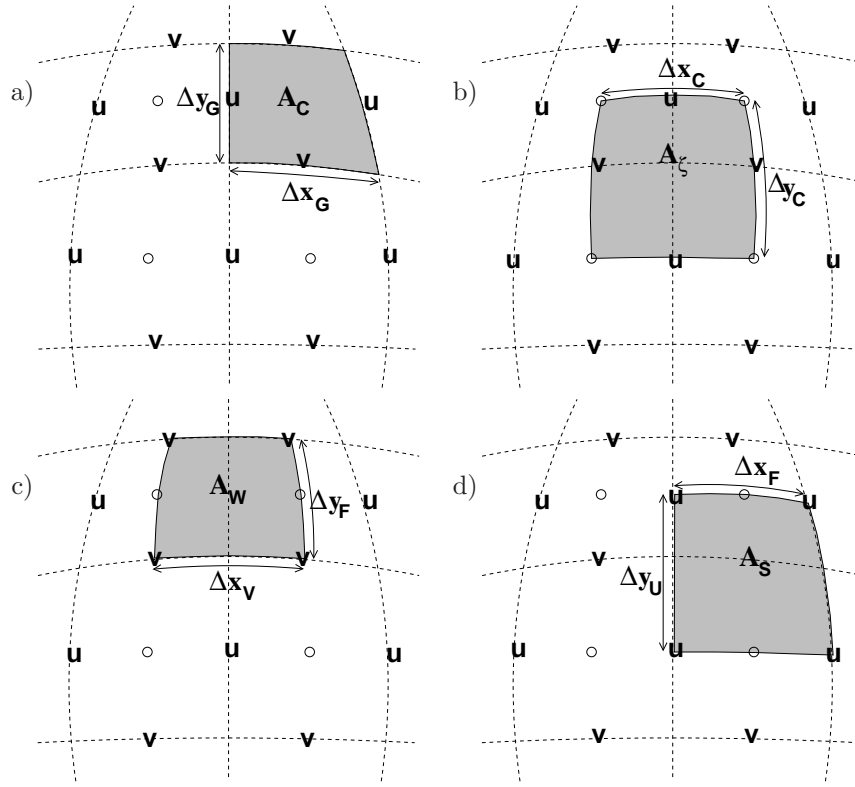 a)
v v
Δy_G u u A_C u
v v
Δx_G
u u u
v v
b)
v v
Δx_C
u u u
v A_ζ v
Δy_C
u u u
v v
c)
v v
u A_W Δy_F u
v v
Δx_V
u u u
v v
d)
v v
Δx_F
u u u
v A_S
Δy_U
u u u
v v